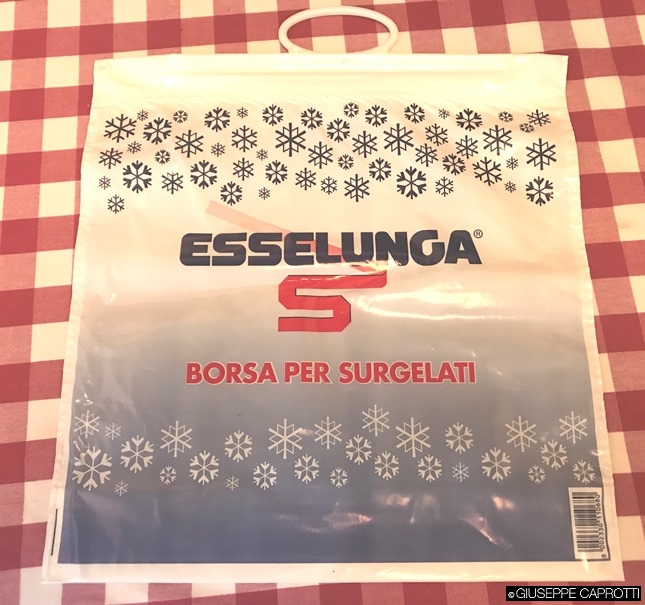 ESSELUNGA®
S
BORSA PER SURGELATI
© GIUSEPPE CAPROTTI